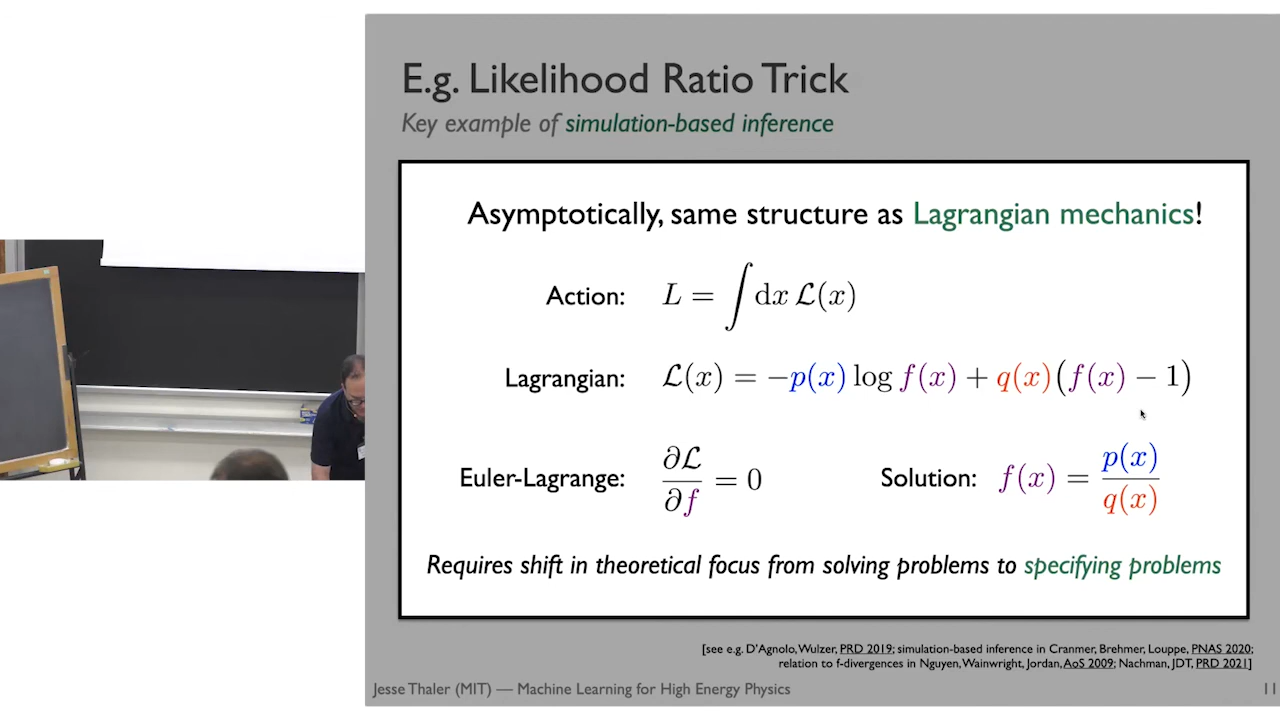 E.g. Likelihood Ratio Trick
Key example of simulation-based inference
Asymptotically, same structure as Lagrangian mechanics!
Action: L = ∫ dx ℒ(x)
Lagrangian: ℒ(x) = −p(x) log f(x) + q(x)(f(x) − 1)
Euler-Lagrange: ∂ℒ/∂f = 0 Solution: f(x) = p(x)/q(x)
Requires shift in theoretical focus from solving problems to specifying problems
[see e.g. D'Agnolo, Wulzer, PRD 2019; simulation-based inference in Cranmer, Brehmer, Louppe, PNAS 2020;
relation to f-divergences in Nguyen, Wainwright, Jordan, AoS 2009; Nachman, JDT, PRD 2021]
Jesse Thaler (MIT) — Machine Learning for High Energy Physics 11